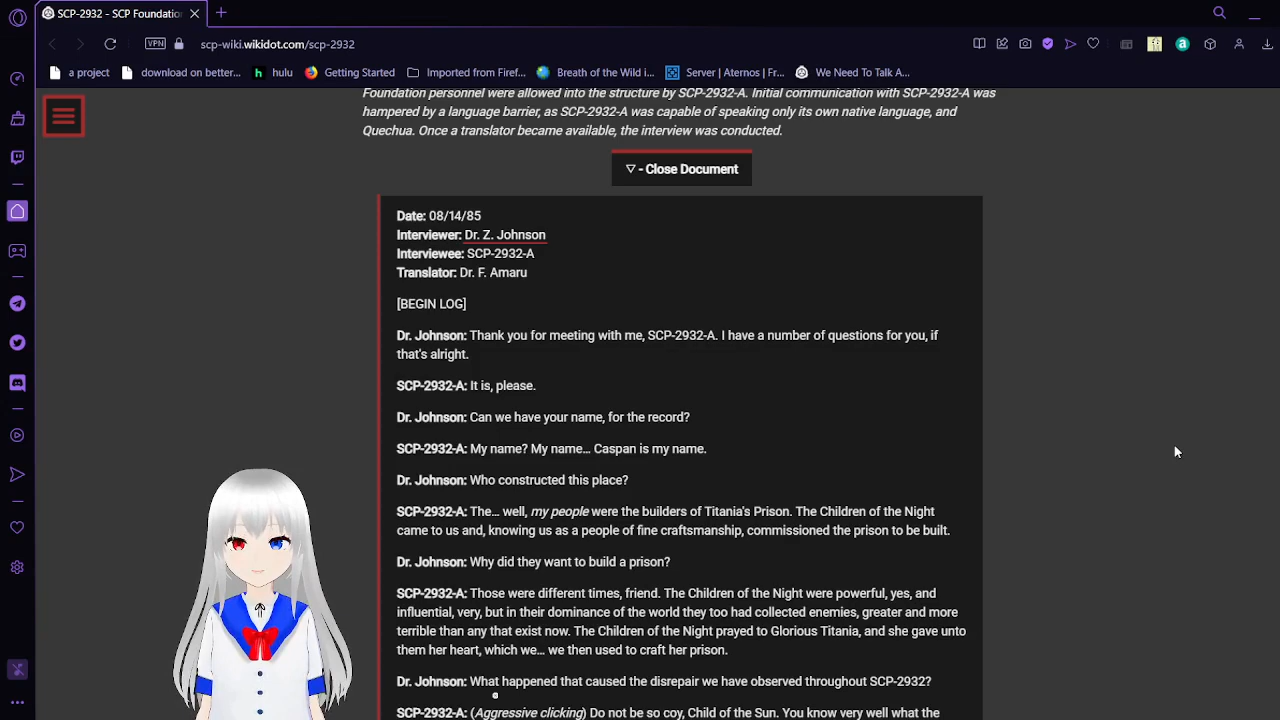 SCP-2932 - SCP Foundation
VPN
scp-wiki.wikidot.com/scp-2932
a project
download on better...
hulu
Getting Started
Imported from Firef...
Breath of the Wild i...
Server | Aternos | Fr...
We Need To Talk A...
Foundation personnel were allowed into the structure by SCP-2932-A. Initial communication with SCP-2932-A was
hampered by a language barrier, as SCP-2932-A was capable of speaking only its own native language, and
Quechua. Once a translator became available, the interview was conducted.
▽ - Close Document
Date: 08/14/85
Interviewer: Dr. Z. Johnson
Interviewee: SCP-2932-A
Translator: Dr. F. Amaru
[BEGIN LOG]
Dr. Johnson: Thank you for meeting with me, SCP-2932-A. I have a number of questions for you, if
that's alright.
SCP-2932-A: It is, please.
Dr. Johnson: Can we have your name, for the record?
SCP-2932-A: My name? My name… Caspan is my name.
Dr. Johnson: Who constructed this place?
SCP-2932-A: The… well, my people were the builders of Titania's Prison. The Children of the Night
came to us and, knowing us as a people of fine craftsmanship, commissioned the prison to be built.
Dr. Johnson: Why did they want to build a prison?
SCP-2932-A: Those were different times, friend. The Children of the Night were powerful, yes, and
influential, very, but in their dominance of the world they too had collected enemies, greater and more
terrible than any that exist now. The Children of the Night prayed to Glorious Titania, and she gave unto
them her heart, which we… we then used to craft her prison.
Dr. Johnson: What happened that caused the disrepair we have observed throughout SCP-2932?
SCP-2932-A: (Aggressive clicking) Do not be so coy, Child of the Sun. You know very well what the